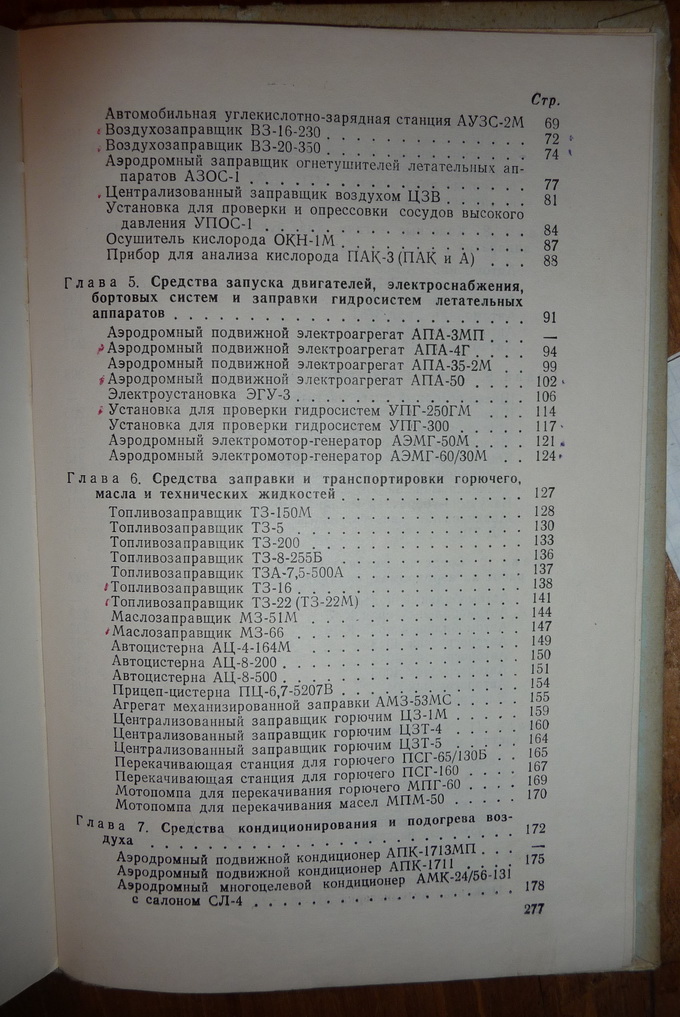 Стр.
Автомобильная углекислотно-зарядная станция АУЗС-2М 69
Воздухозаправщик ВЗ-16-230 . . . . . . . . . . . . . . 72
Воздухозаправщик ВЗ-20-350 . . . . . . . . . . . . . . 74
Аэродромный заправщик огнетушителей летательных ап-
паратов АЗОС-1 . . . . . . . . . . . . . . . . . . 77
Централизованный заправщик воздухом ЦЗВ . . . . . . 81
Установка для проверки и опрессовки сосудов высокого
давления УПОС-1 . . . . . . . . . . . . . . . . . 84
Осушитель кислорода ОКН-1М . . . . . . . . . . . . . 87
Прибор для анализа кислорода ПАК-3 (ПАК и А) . . . 88
Глава 5. Средства запуска двигателей, электроснабжения,
бортовых систем и заправки гидросистем летательных
аппаратов . . . . . . . . . . . . . . . . . . . . . . . 91
Аэродромный подвижной электроагрегат АПА-3МП . . . —
Аэродромный подвижной электроагрегат АПА-4Г . . . . 94
Аэродромный подвижной электроагрегат АПА-35-2М . . 99
Аэродромный подвижной электроагрегат АПА-50 . . . . 102
Электроустановка ЭГУ-3 . . . . . . . . . . . . . . . . 106
Установка для проверки гидросистем УПГ-250ГМ . . . . 114
Установка для проверки гидросистем УПГ-300 . . . . . 117
Аэродромный электромотор-генератор АЭМГ-50М . . . . 121
Аэродромный электромотор-генератор АЭМГ-60/30М . . 124
Глава 6. Средства заправки и транспортировки горючего,
масла и технических жидкостей . . . . . . . . . . . . 127
Топливозаправщик ТЗ-150М . . . . . . . . . . . . . . 128
Топливозаправщик ТЗ-5 . . . . . . . . . . . . . . . . 130
Топливозаправщик ТЗ-200 . . . . . . . . . . . . . . . 133
Топливозаправщик ТЗ-8-255Б . . . . . . . . . . . . . 136
Топливозаправщик ТЗА-7,5-500А . . . . . . . . . . . . 137
Топливозаправщик ТЗ-16 . . . . . . . . . . . . . . . . 138
Топливозаправщик ТЗ-22 (ТЗ-22М) . . . . . . . . . . . 141
Маслозаправщик МЗ-51М . . . . . . . . . . . . . . . . 144
Маслозаправщик МЗ-66 . . . . . . . . . . . . . . . . 147
Автоцистерна АЦ-4-164М . . . . . . . . . . . . . . . 149
Автоцистерна АЦ-8-200 . . . . . . . . . . . . . . . . 150
Автоцистерна АЦ-8-500 . . . . . . . . . . . . . . . . 151
Прицеп-цистерна ПЦ-6,7-5207В . . . . . . . . . . . . 154
Агрегат механизированной заправки АМЗ-53МС . . . . . 155
Централизованный заправщик горючим ЦЗ-1М . . . . . 159
Централизованный заправщик горючим ЦЗТ-4 . . . . . 160
Централизованный заправщик горючим ЦЗТ-5 . . . . . 164
Перекачивающая станция для горючего ПСГ-65/130Б . . 165
Перекачивающая станция для горючего ПСГ-160 . . . . 167
Мотопомпа для перекачивания горючего МПГ-60 . . . . 169
Мотопомпа для перекачивания масел МПМ-50 . . . . . 170
Глава 7. Средства кондиционирования и подогрева воз-
духа . . . . . . . . . . . . . . . . . . . . . . . . . 172
Аэродромный подвижной кондиционер АПК-1713МП . . . —
Аэродромный подвижной кондиционер АПК-1711 . . . . 175
Аэродромный многоцелевой кондиционер АМК-24/56-131
с салоном СЛ-4 . . . . . . . . . . . . . . . . . . 178
277